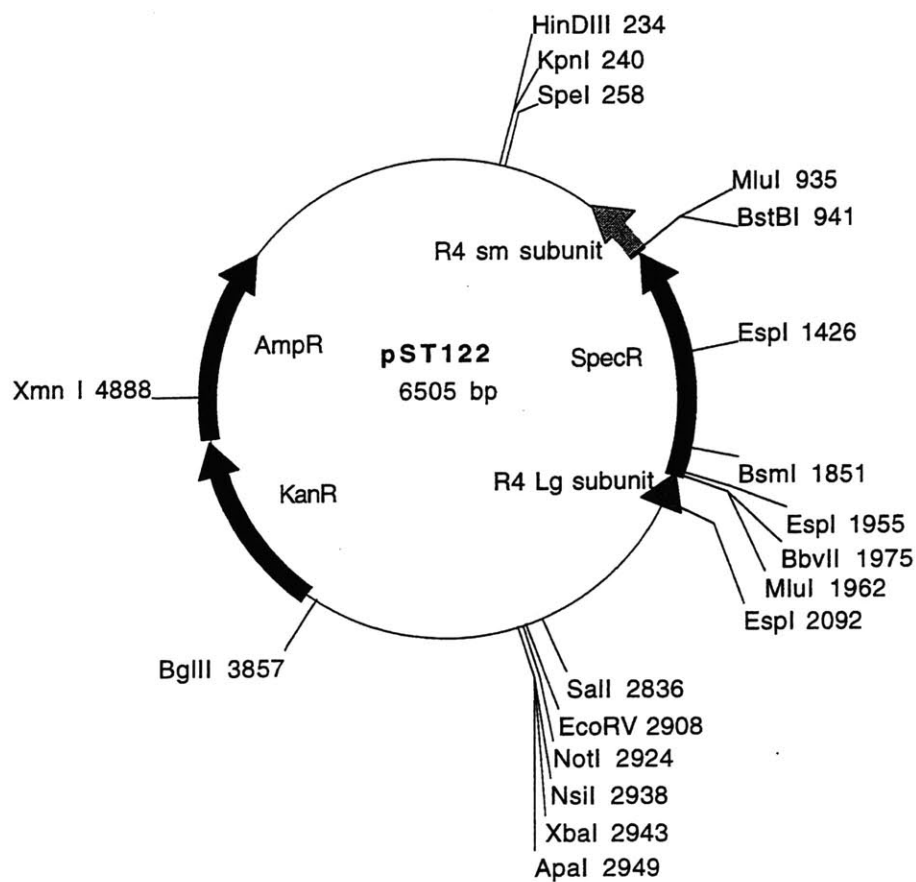 HinDIII 234
KpnI 240
SpeI 258
MluI 935
BstBI 941
R4 sm subunit
EspI 1426
AmpR
pST122
SpecR
6505 bp
Xmn I 4888
BsmI 1851
R4 Lg subunit
KanR
EspI 1955
BbvII 1975
MluI 1962
EspI 2092
BglII 3857
SalI 2836
EcoRV 2908
NotI 2924
NsiI 2938
XbaI 2943
ApaI 2949